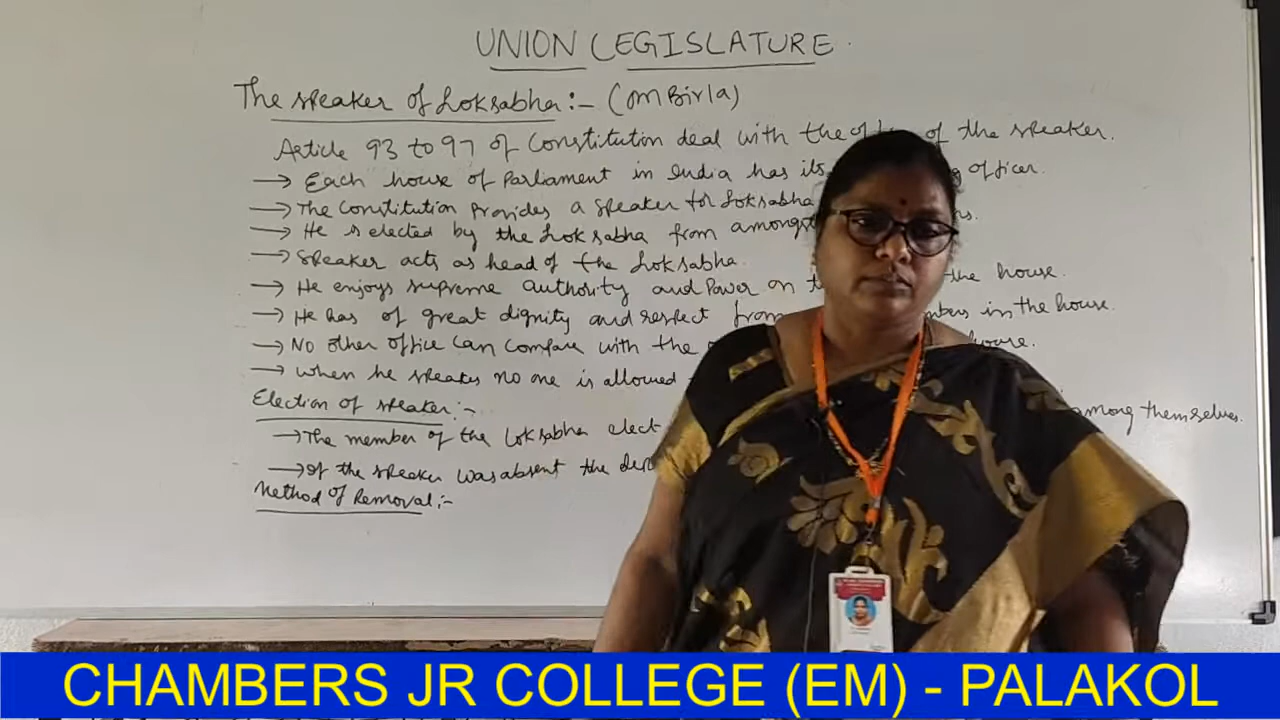 UNION LEGISLATURE
The speaker of Loksabha:- (OM Birla)
Article 93 to 97 of Constitution deal with the of the speaker.
→ Each house of Parliament in India has its officer.
→ The Constitution Provides a speaker for Loksabha
→ He is elected by the Lok sabha from amongst
→ Speaker acts as head of the Loksabha.
→ He enjoys supreme authority and Power on the house.
→ He has of great dignity and respect from in the house.
→ No other office can compare with the house.
→ when he speaks no one is allowed
Election of speaker:-
→ The member of the Lok sabha elect among themselves.
→ If the speaker was absent the
Method of Removal:-
CHAMBERS JR COLLEGE (EM) - PALAKOL